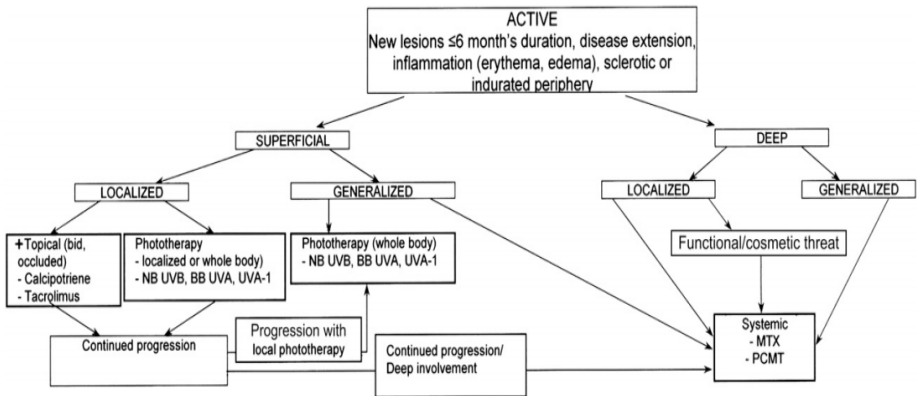 ACTIVE
New lesions ≤6 month's duration, disease extension,
inflammation (erythema, edema), sclerotic or
indurated periphery
SUPERFICIAL
DEEP
LOCALIZED
GENERALIZED
LOCALIZED
GENERALIZED
+Topical (bid,
occluded)
- Calcipotriene
- Tacrolimus
Phototherapy
- localized or whole body)
- NB UVB, BB UVA, UVA-1
Phototherapy (whole body)
- NB UVB, BB UVA, UVA-1
Functional/cosmetic threat
Continued progression
Progression with
local phototherapy
Continued progression/
Deep involvement
Systemic
- MTX
- PCMT